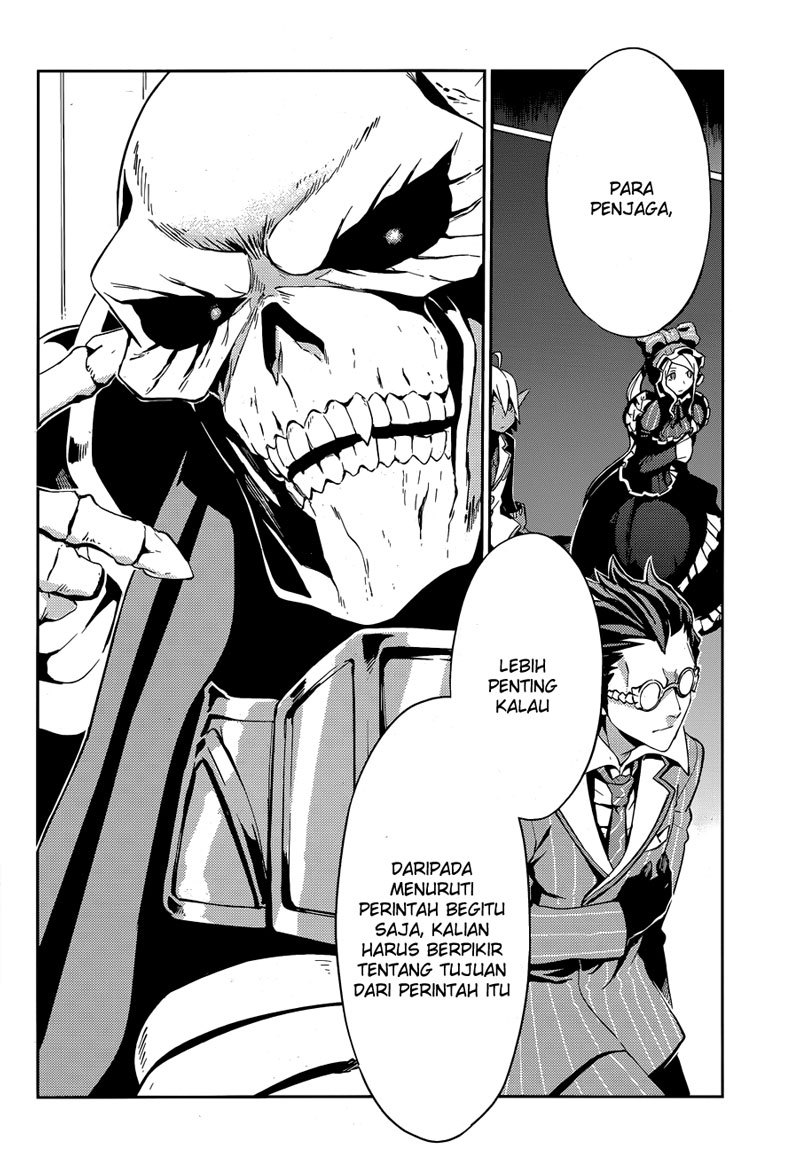 PARA
PENJAGA,
LEBIH
PENTING
KALAU
DARIPADA
MENURUTI
PERINTAH BEGITU
SAJA, KALIAN
HARUS BERPIKIR
TENTANG TUJUAN
DARI PERINTAH ITU